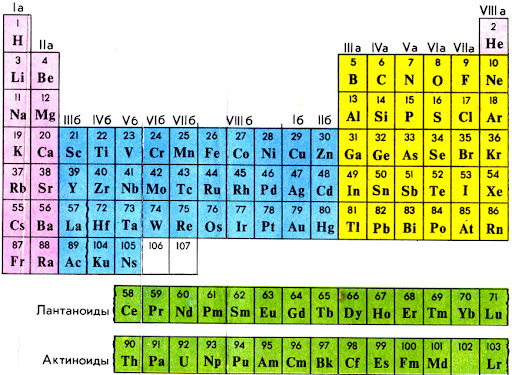 Ia VIIIa
1 2
H IIa IIIa IVa Va VIa VIIa He
3 4 5 6 7 8 9 10
Li Be B C N O F Ne
11 12 13 14 15 16 17 18
Na Mg IIIб IVб Vб VIб VIIб VIIIб Iб IIб Al Si P S Cl Ar
19 20 21 22 23 24 25 26 27 28 29 30 31 32 33 34 35 36
K Ca Sc Ti V Cr Mn Fe Co Ni Cu Zn Ga Ge As Se Br Kr
37 38 39 40 41 42 43 44 45 46 47 48 49 50 51 52 53 54
Rb Sr Y Zr Nb Mo Tc Ru Rh Pd Ag Cd In Sn Sb Te I Xe
55 56 57 72 73 74 75 76 77 78 79 80 81 82 83 84 85 86
Cs Ba La Hf Ta W Re Os Ir Pt Au Hg Tl Pb Bi Po At Rn
87 88 89 104 105 106 107
Fr Ra Ac Ku Ns
58 59 60 61 62 63 64 65 66 67 68 69 70 71
Лантаноиды Ce Pr Nd Pm Sm Eu Gd Tb Dy Ho Er Tm Yb Lu
90 91 92 93 94 95 96 97 98 99 100 101 102 103
Актиноиды Th Pa U Np Pu Am Cm Bk Cf Es Fm Md Lr